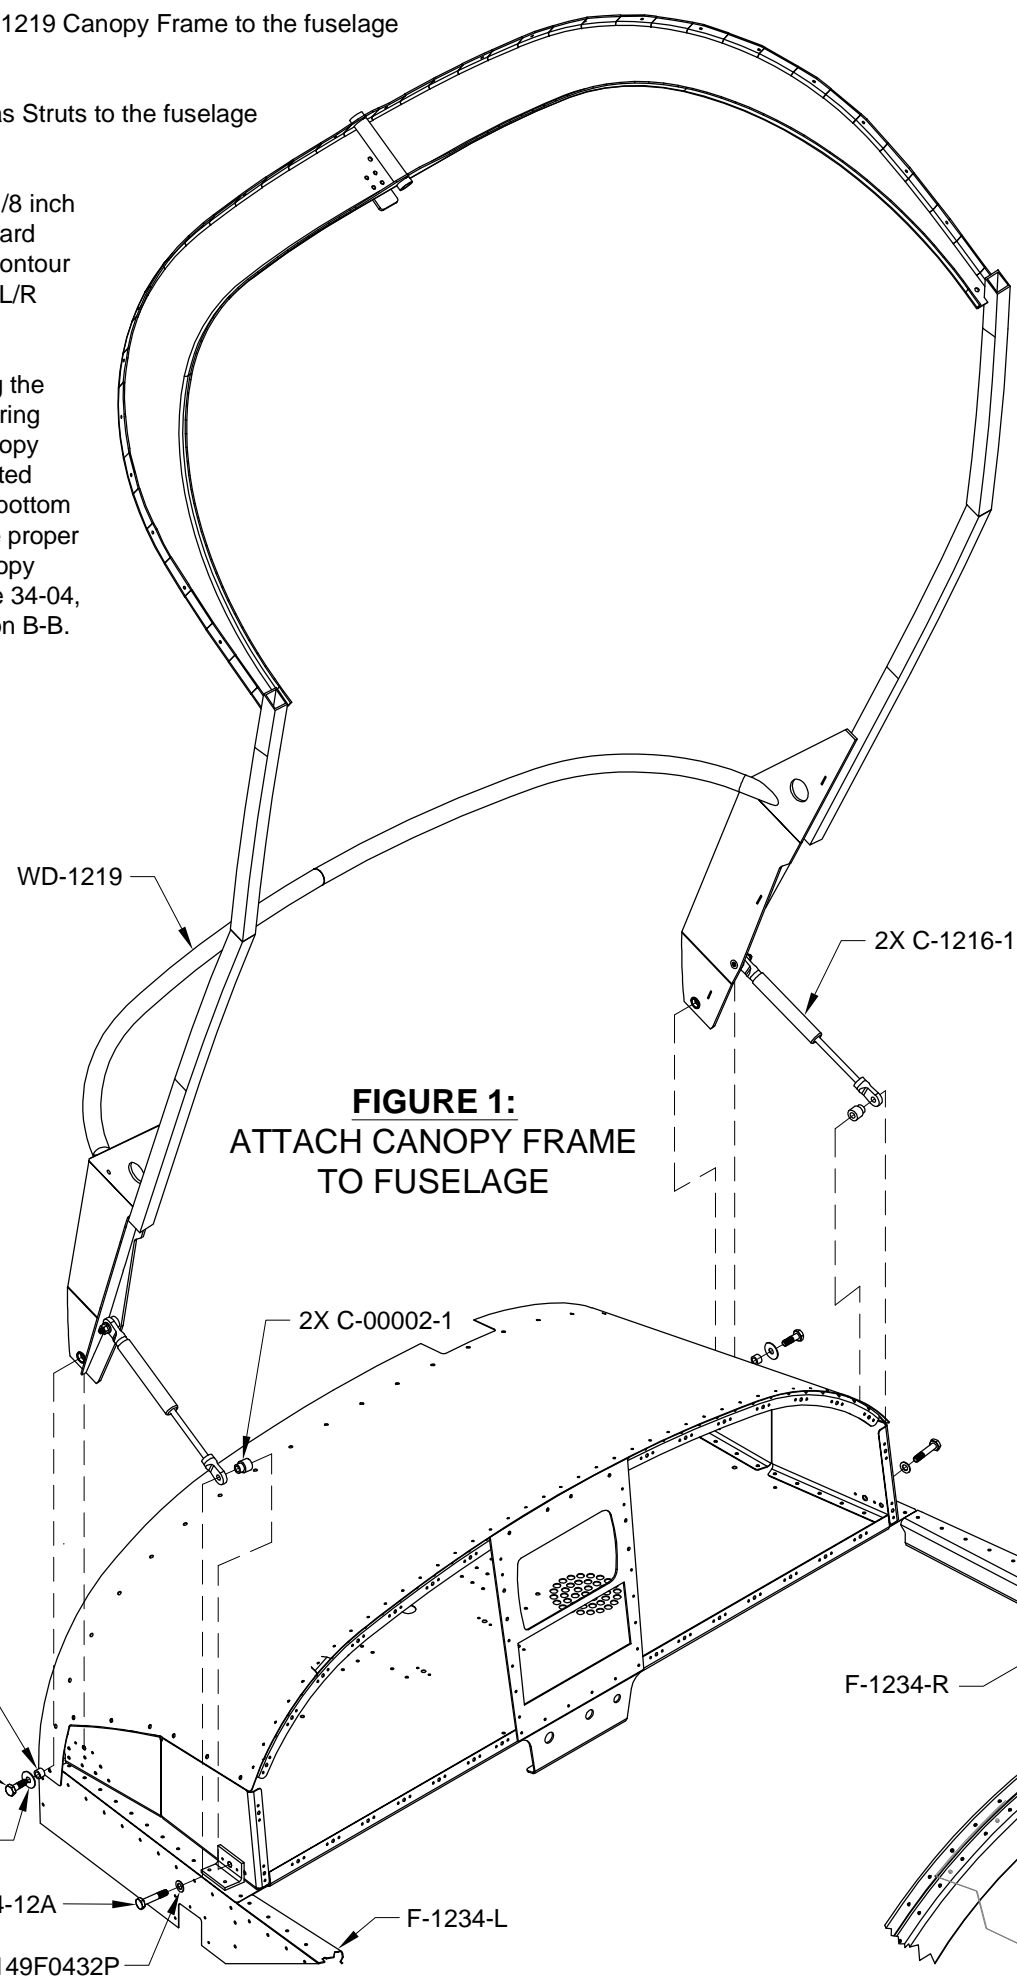 1219 Canopy Frame to the fuselage
s Struts to the fuselage
/8 inch
ard
ontour
L/R
the
ring
opy
ted
bottom
proper
opy
34-04,
on B-B.
WD-1219
2X C-1216-1
FIGURE 1:
ATTACH CANOPY FRAME
TO FUSELAGE
2X C-00002-1
F-1234-R
-12A
F-1234-L
149F0432P